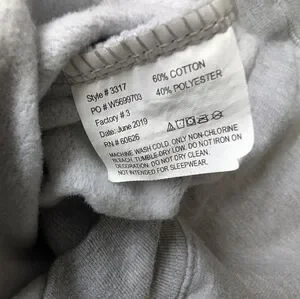 Style # 3317
PO # W5699703
Factory # 3
Date: June 2019
RN # 60626
60% COTTON
40% POLYESTER
MACHINE WASH COLD. ONLY NON-CHLORINE
BLEACH. TUMBLE DRY LOW. DO NOT IRON ON
DECORATION. DO NOT DRY CLEAN.
NOT INTENDED FOR SLEEPWEAR.